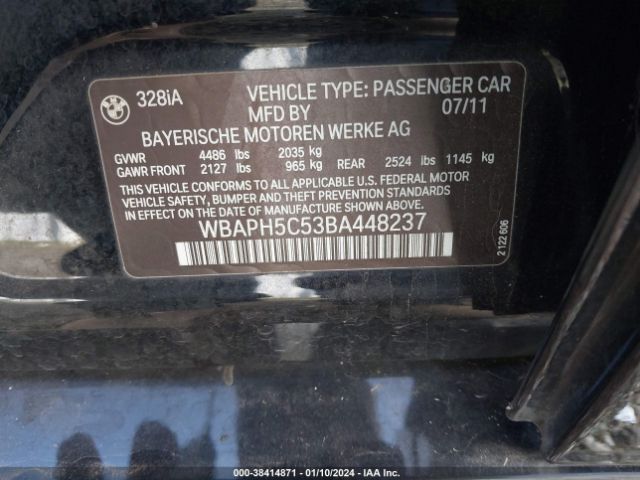 328iA VEHICLE TYPE: PASSENGER CAR
MFD BY 07/11
BAYERISCHE MOTOREN WERKE AG
GVWR 4486 lbs 2035 kg
GAWR FRONT 2127 lbs 965 kg REAR 2524 lbs 1145 kg
THIS VEHICLE CONFORMS TO ALL APPLICABLE U.S. FEDERAL MOTOR
VEHICLE SAFETY, BUMPER AND THEFT PREVENTION STANDARDS
IN EFFECT ON THE DATE OF MANUFACTURE SHOWN ABOVE.
WBAPH5C53BA448237
2 122 606
000-38414871 - 01/10/2024 - IAA Inc.